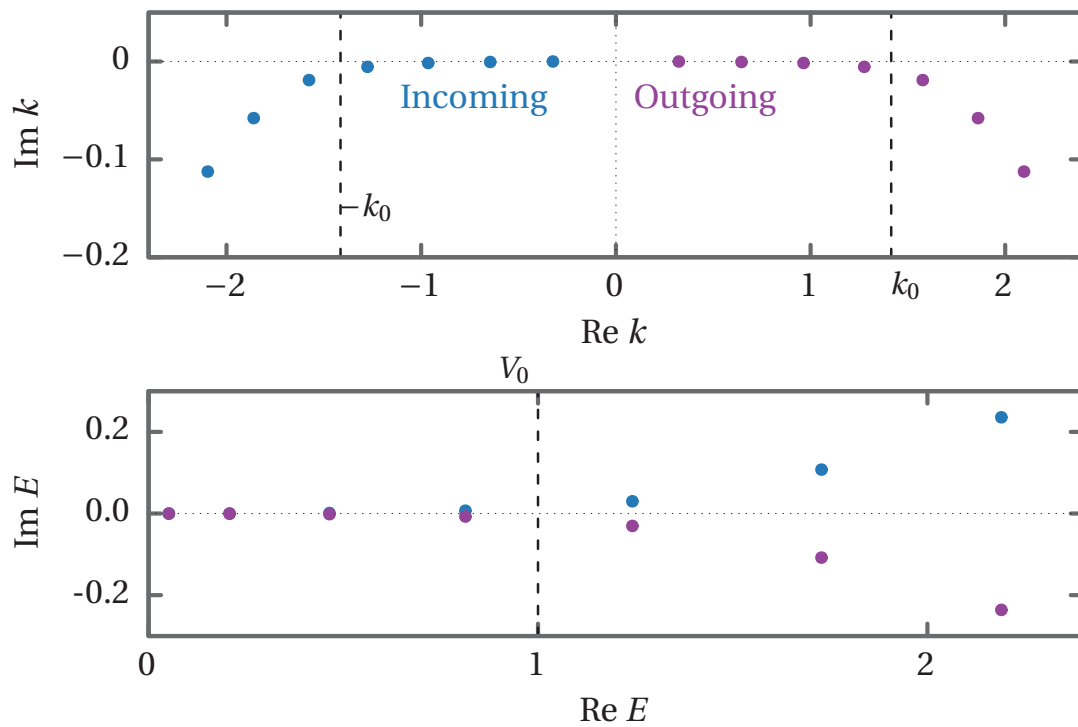 0
−0.1
−0.2
Im k
Incoming
Outgoing
−k₀
−2
−1
0
1
k₀
2
Re k
V₀
0.2
0.0
-0.2
Im E
0
1
2
Re E